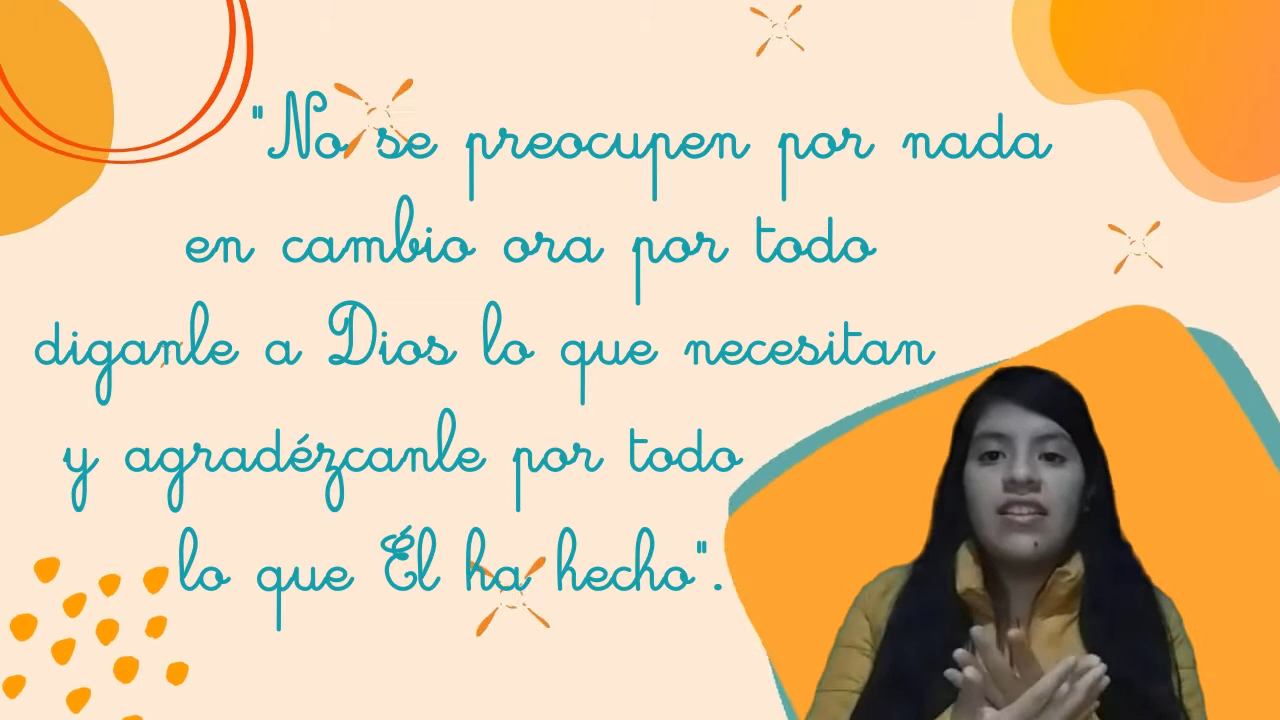 "No se preocupen por nada
en cambio ora por todo
diganle a Dios lo que necesitan
y agradézcanle por todo
lo que Él ha hecho".